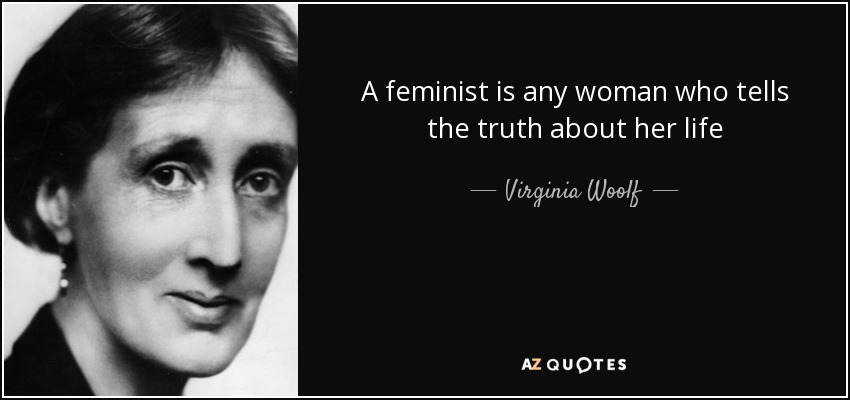 A feminist is any woman who tells
the truth about her life
— Virginia Woolf —
AZ QUOTES